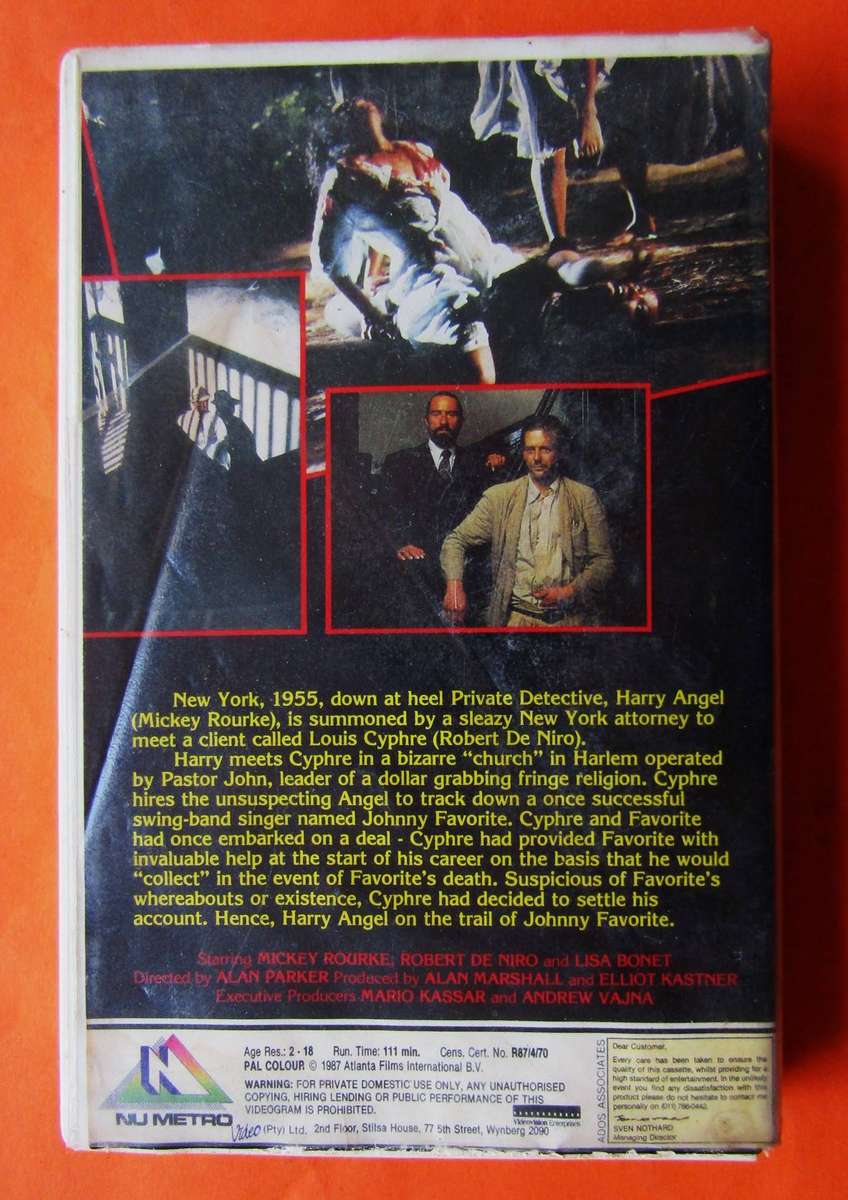 New York, 1955, down at heel Private Detective, Harry Angel
(Mickey Rourke), is summoned by a sleazy New York attorney to
meet a client called Louis Cyphre (Robert De Niro).
Harry meets Cyphre in a bizarre “church” in Harlem operated
by Pastor John, leader of a dollar grabbing fringe religion. Cyphre
hires the unsuspecting Angel to track down a once successful
swing-band singer named Johnny Favorite. Cyphre and Favorite
had once embarked on a deal - Cyphre had provided Favorite with
invaluable help at the start of his career on the basis that he would
“collect” in the event of Favorite’s death. Suspicious of Favorite’s
whereabouts or existence, Cyphre had decided to settle his
account. Hence, Harry Angel on the trail of Johnny Favorite.
Starring MICKEY ROURKE, ROBERT DE NIRO and LISA BONET
Directed by ALAN PARKER Produced by ALAN MARSHALL and ELLIOT KASTNER
Executive Producers MARIO KASSAR and ANDREW VAJNA
NU METRO
Video (Pty) Ltd. 2nd Floor, Stilsa House, 77 5th Street, Wynberg 2090
Age Res.: 2 - 18 Run. Time: 111 min. Cens. Cert. No. R87/4/70
PAL COLOUR © 1987 Atlanta Films International B.V.
WARNING: FOR PRIVATE DOMESTIC USE ONLY, ANY UNAUTHORISED
COPYING, HIRING LENDING OR PUBLIC PERFORMANCE OF THIS
VIDEOGRAM IS PROHIBITED.
Videovision Enterprises
ADOS ASSOCIATES
Dear Customer,
Every care has been taken to ensure the
quality of this cassette, whilst providing for a
high standard of entertainment. In the unlikely
event you find any dissatisfaction with this
product please do not hesitate to contact me
personally on (011) 786-0442.
SVEN NOTHARD
Managing Director